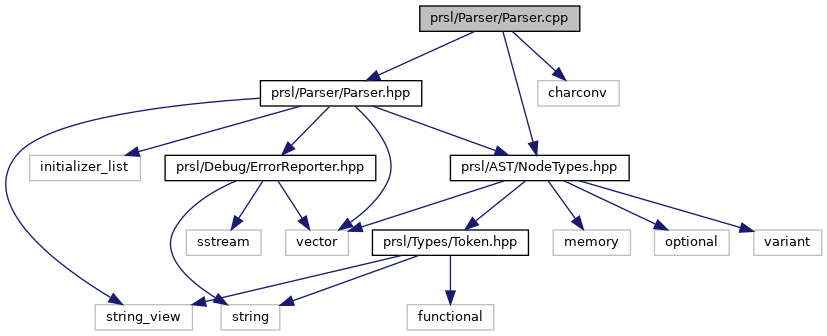 prsl/Parser/Parser.cpp
prsl/Parser/Parser.hpp
charconv
initializer_list
prsl/Debug/ErrorReporter.hpp
prsl/AST/NodeTypes.hpp
sstream
vector
prsl/Types/Token.hpp
memory
optional
variant
string_view
string
functional